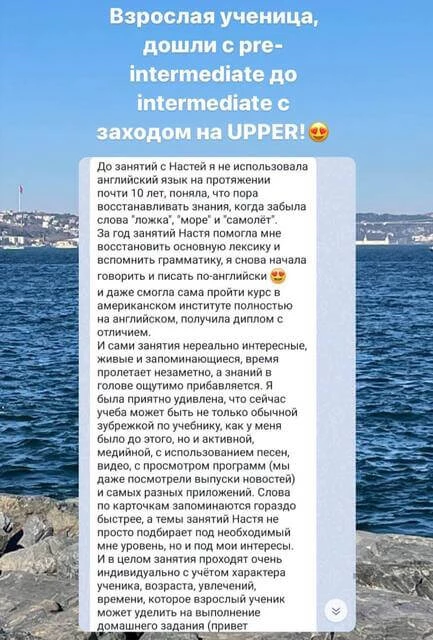 Взрослая ученица,
дошли с pre-
intermediate до
intermediate с
заходом на UPPER!😍
До занятий с Настей я не использовала
английский язык на протяжении
почти 10 лет, поняла, что пора
восстанавливать знания, когда забыла
слова "ложка", "море" и "самолёт".
За год занятий Настя помогла мне
восстановить основную лексику и
вспомнить грамматику, я снова начала
говорить и писать по-английски 😍
и даже смогла сама пройти курс в
американском институте полностью
на английском, получила диплом с
отличием.
И сами занятия нереально интересные,
живые и запоминающиеся, время
пролетает незаметно, а знаний в
голове ощутимо прибавляется. Я
была приятно удивлена, что сейчас
учеба может быть не только обычной
зубрежкой по учебнику, как у меня
было до этого, но и активной,
медийной, с использованием песен,
видео, с просмотром программ (мы
даже посмотрели выпуски новостей)
и самых разных приложений. Слова
по карточкам запоминаются гораздо
быстрее, а темы занятий Настя не
просто подбирает под необходимый
мне уровень, но и под мои интересы.
И в целом занятия проходят очень
индивидуально с учётом характера
ученика, возраста, увлечений,
времени, которое взрослый ученик
может уделить на выполнение
домашнего задания (привет